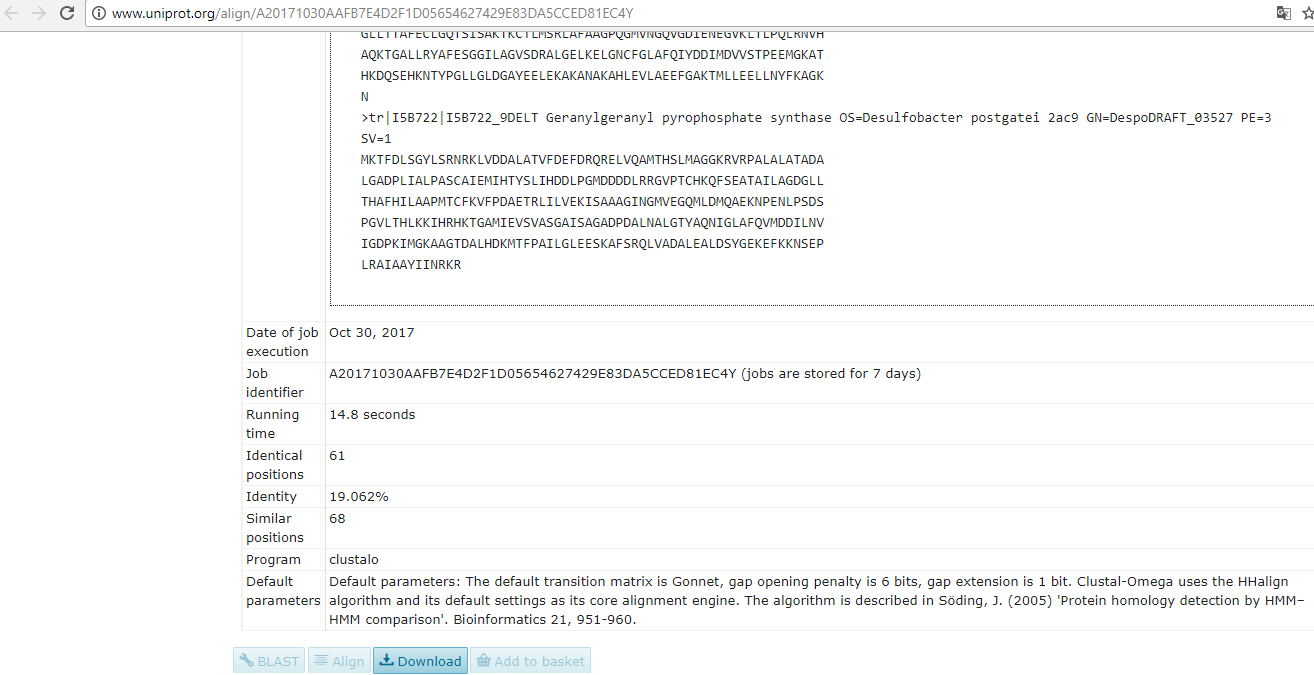 www.uniprot.org/align/A20171030AAFB7E4D2F1D05654627429E83DA5CCED81EC4Y
GLLTTAFECLGQTSISAKTKCTLMSRLAFAAGPQGMVNGQVGDIENEGVKLTLPQLRNVH
AQKTGALLRYAFESGGILAGVSDRALGELKELGNCFGLAFQIYDDIMDVVSTPEEMGKAT
HKDQSEHKNTYPGLLGLDGAYEELEKAKANAKAHLEVLAEEFGAKTMLLEELLNYFKAGK
N
>tr|I5B722|I5B722_9DELT Geranylgeranyl pyrophosphate synthase OS=Desulfobacter postgatei 2ac9 GN=DespoDRAFT_03527 PE=3
SV=1
MKTFDLSGYLSRNRKLVDDALATVFDEFDRQRELVQAMTHSLMAGGKRVRPALALATADA
LGADPLIALPASCAIEMIHTYSLIHDDLPGMDDDDLRRGVPTCHKQFSEATAILAGDGLL
THAFHILAAPMTCFKVFPDAETRLILVEKISAAAGINGMVEGQMLDMQAEKNPENLPSDS
PGVLTHLKKIHRHKTGAMIEVSVASGAISAGADPDALNALGTYAQNIGLAFQVMDDILNV
IGDPKIMGKAAGTDALHDKMTFPAILGLEESKAFSRQLVADALEALDSYGEKEFKKNSEP
LRAIAAYIINRKR
Date of job
execution
Oct 30, 2017
Job
identifier
A20171030AAFB7E4D2F1D05654627429E83DA5CCED81EC4Y (jobs are stored for 7 days)
Running
time
14.8 seconds
Identical
positions
61
Identity
19.062%
Similar
positions
68
Program
clustalo
Default
parameters
Default parameters: The default transition matrix is Gonnet, gap opening penalty is 6 bits, gap extension is 1 bit. Clustal-Omega uses the HHalign
algorithm and its default settings as its core alignment engine. The algorithm is described in Söding, J. (2005) 'Protein homology detection by HMM–
HMM comparison'. Bioinformatics 21, 951-960.
BLAST
Align
Download
Add to basket